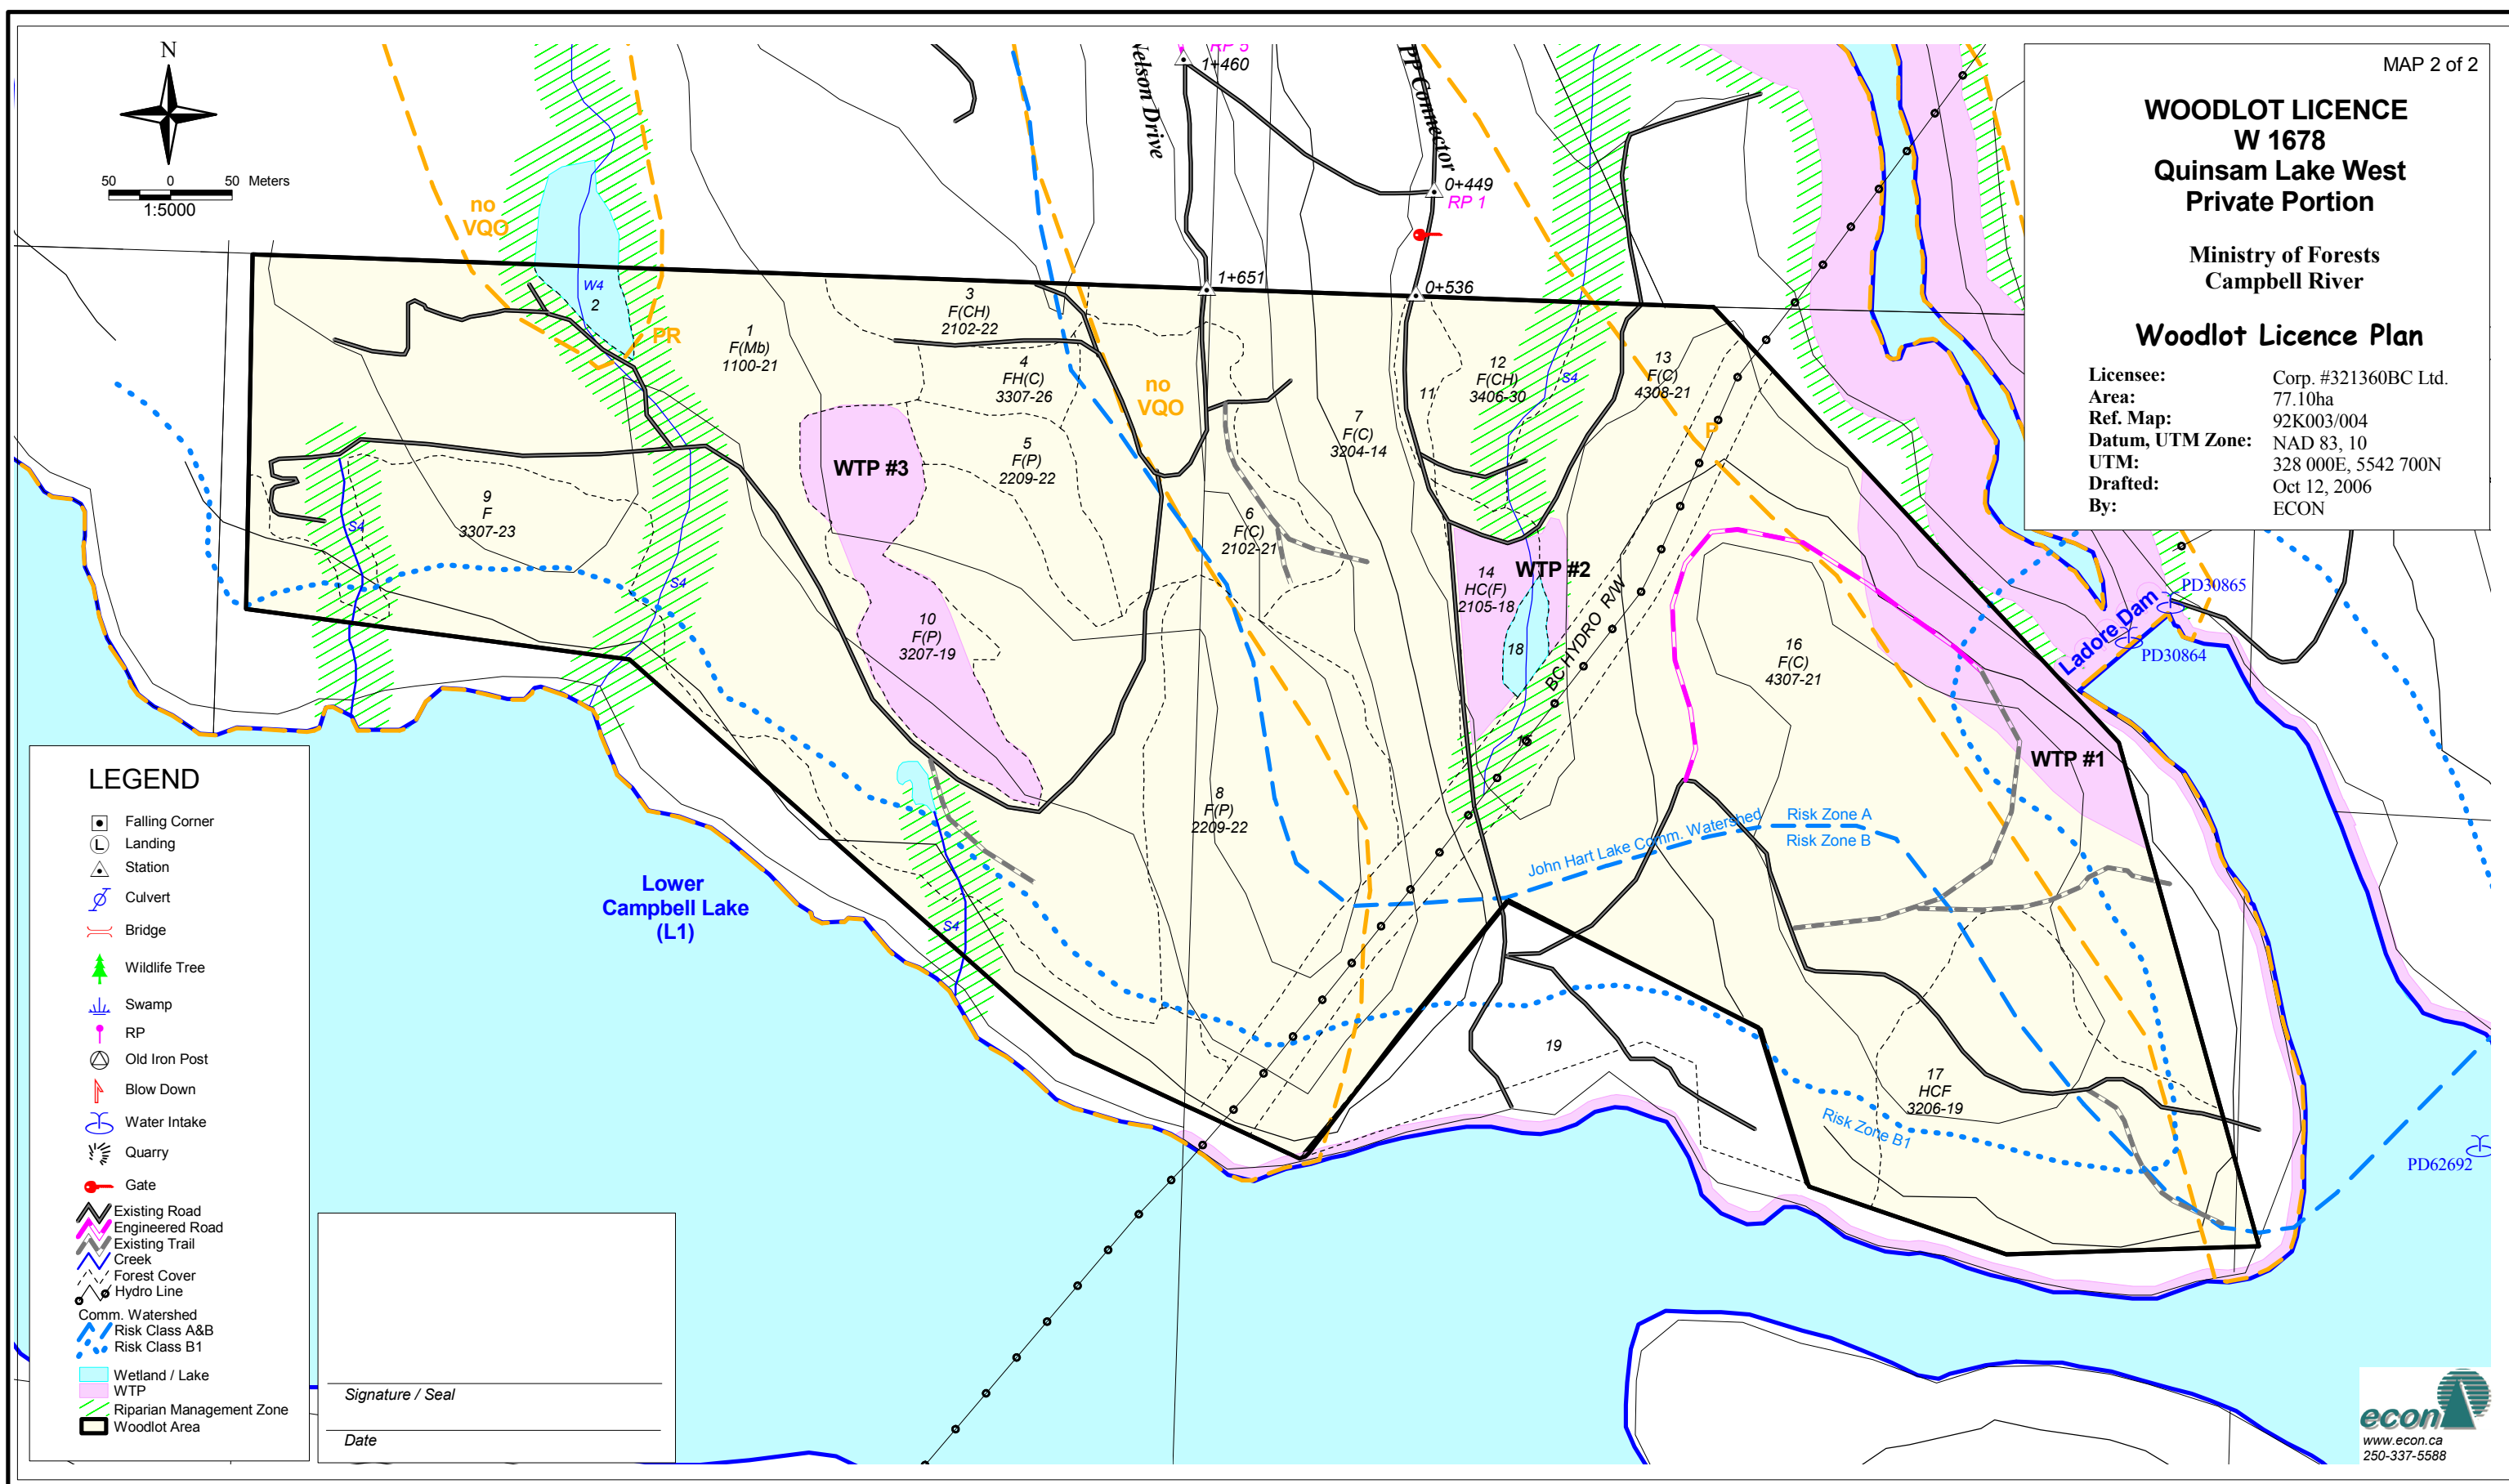 MAP 2 of 2
WOODLOT LICENCE
W 1678
Quinsam Lake West
Private Portion
Ministry of Forests
Campbell River
Woodlot Licence Plan
Licensee: Corp. #321360BC Ltd.
Area: 77.10ha
Ref. Map: 92K003/004
Datum, UTM Zone: NAD 83, 10
UTM: 328 000E, 5542 700N
Drafted: Oct 12, 2006
By: ECON
N
50 0 50 Meters
1:5000
no
VQO
Nelson Drive
RP 5
1+460
PP Connector
0+449
RP 1
1+651
0+536
W4
2
PR
1
F(Mb)
1100-21
3
F(CH)
2102-22
4
FH(C)
3307-26
no
VQO
5
F(P)
2209-22
WTP #3
6
F(C)
2102-21
7
F(C)
3204-14
11
12
F(CH)
3406-30
S4
13
F(C)
4308-21
P
9
F
3307-23
S4
S4
10
F(P)
3207-19
14
HC(F)
2105-18
WTP #2
18
BC HYDRO R/W
15
16
F(C)
4307-21
WTP #1
Ladore Dam
PD30865
PD30864
8
F(P)
2209-22
S4
John Hart Lake Comm. Watershed
Risk Zone A
Risk Zone B
19
17
HCF
3206-19
Risk Zone B1
PD62692
Lower
Campbell Lake
(L1)
LEGEND
Falling Corner
L Landing
Station
Culvert
Bridge
Wildlife Tree
Swamp
RP
Old Iron Post
Blow Down
Water Intake
Quarry
Gate
Existing Road
Engineered Road
Existing Trail
Creek
Forest Cover
Hydro Line
Comm. Watershed
Risk Class A&B
Risk Class B1
Wetland / Lake
WTP
Riparian Management Zone
Woodlot Area
Signature / Seal
Date
econ
www.econ.ca
250-337-5588